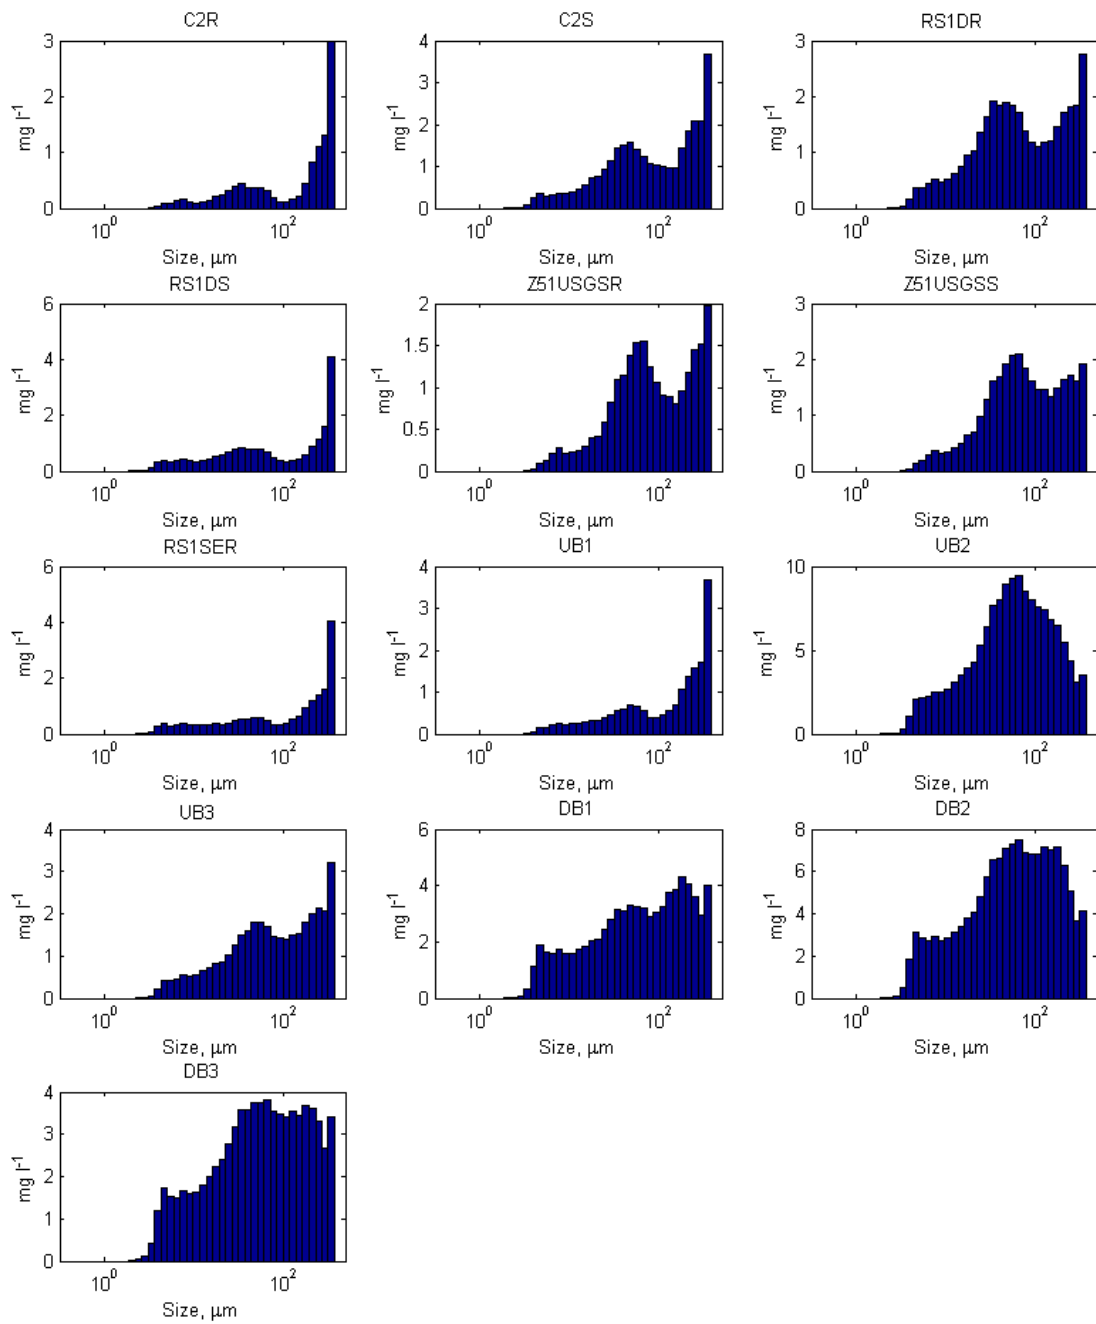 C2R C2S RS1DR
3 4 3
3
2 2
2
1 1
1
0 0 0
mg l-1 mg l-1 mg l-1
10^0 10^2 10^0 10^2 10^0 10^2
Size, μm Size, μm Size, μm
RS1DS Z51USGSR Z51USGSS
6 2 3
4 1.5 2
1
2 0.5 1
0 0 0
mg l-1 mg l-1 mg l-1
10^0 10^2 10^0 10^2 10^0 10^2
Size, μm Size, μm Size, μm
RS1SER UB1 UB2
6 4 10
4 3
2 5
2 1
0 0 0
mg l-1 mg l-1 mg l-1
10^0 10^2 10^0 10^2 10^0 10^2
Size, μm Size, μm Size, μm
UB3 DB1 DB2
4 6 8
3 4 6
2 4
1 2 2
0 0 0
mg l-1 mg l-1 mg l-1
10^0 10^2 10^0 10^2 10^0 10^2
Size, μm Size, μm Size, μm
DB3
4
3
2
1
0
mg l-1
10^0 10^2
Size, μm